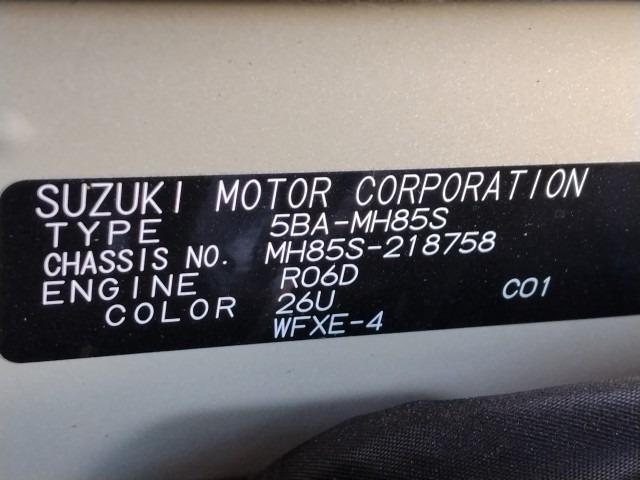 SUZUKI MOTOR CORPORATION
TYPE 5BA-MH85S
CHASSIS NO. MH85S-218758
ENGINE R06D
COLOR 26U C01
WFXE-4